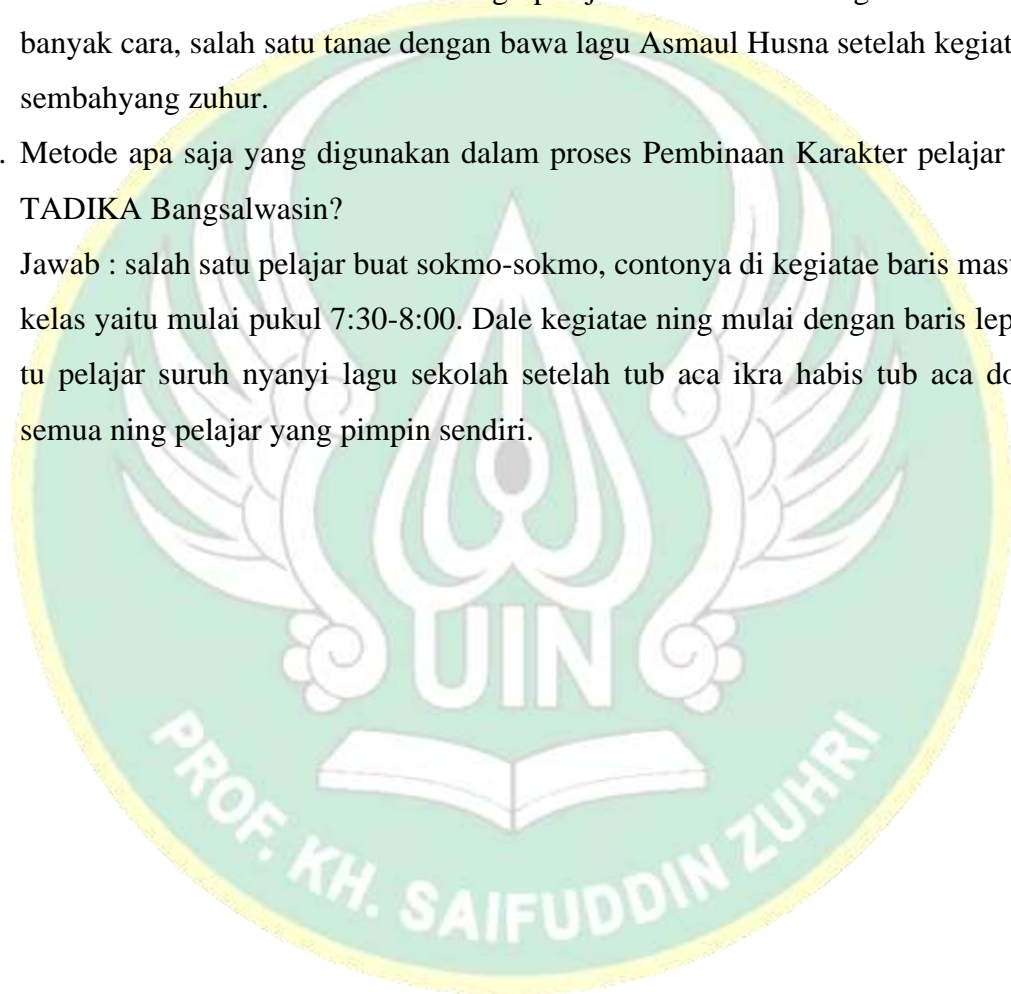 banyak cara, salah satu tanae dengan bawa lagu Asmaul Husna setelah kegiat
sembahyang zuhur.
. Metode apa saja yang digunakan dalam proses Pembinaan Karakter pelajar
TADIKA Bangsalwasin?
Jawab : salah satu pelajar buat sokmo-sokmo, contonya di kegiatae baris mas
kelas yaitu mulai pukul 7:30-8:00. Dale kegiatae ning mulai dengan baris lep
tu pelajar suruh nyanyi lagu sekolah setelah tub aca ikra habis tub aca do
semua ning pelajar yang pimpin sendiri.
UIN
PROF. KH. SAIFUDDIN ZUHRI